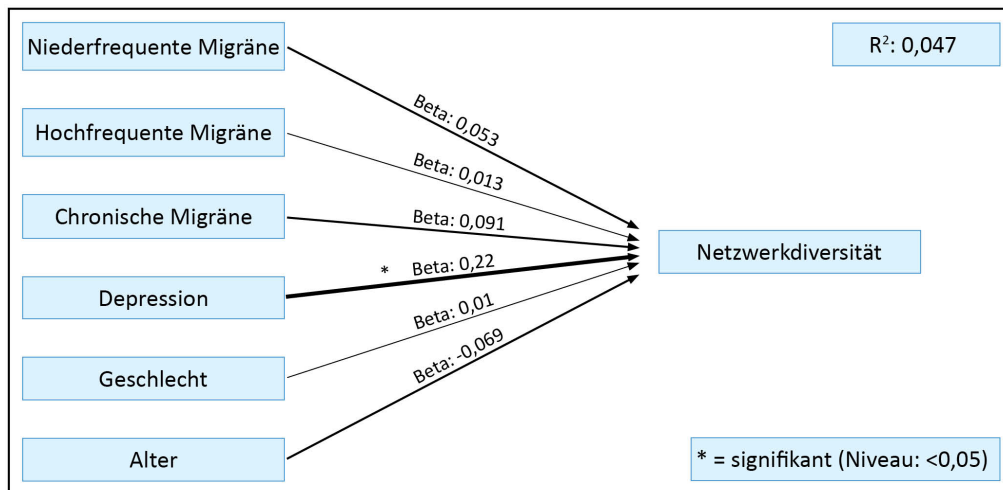 Niederfrequente Migräne
R²: 0,047
Beta: 0,053
Hochfrequente Migräne
Beta: 0,013
Chronische Migräne
Beta: 0,091
Netzwerkdiversität
* Beta: 0,22
Depression
Beta: 0,01
Geschlecht
Beta: -0,069
Alter
* = signifikant (Niveau: <0,05)